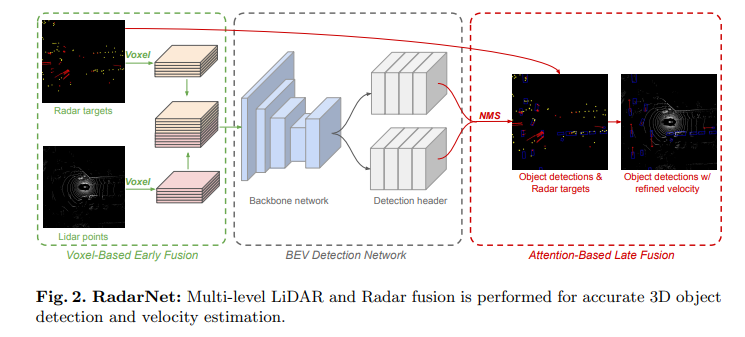 Voxel
Radar targets
Voxel
Lidar points
Voxel-Based Early Fusion
Backbone network
Detection header
BEV Detection Network
NMS
Object detections &
Radar targets
Object detections w/
refined velocity
Attention-Based Late Fusion
Fig. 2. RadarNet: Multi-level LiDAR and Radar fusion is performed for accurate 3D object
detection and velocity estimation.